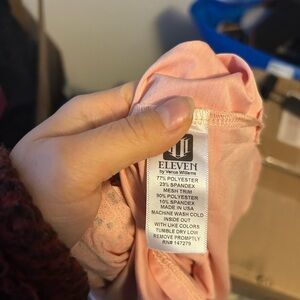 ELEVEN
by Venus Williams
77% POLYESTER
23% SPANDEX
MESH TRIM
90% POLYESTER
10% SPANDEX
MADE IN USA
MACHINE WASH COLD
INSIDE OUT
WITH LIKE COLORS
TUMBLE DRY LOW
REMOVE PROMPTLY
RN# 147279